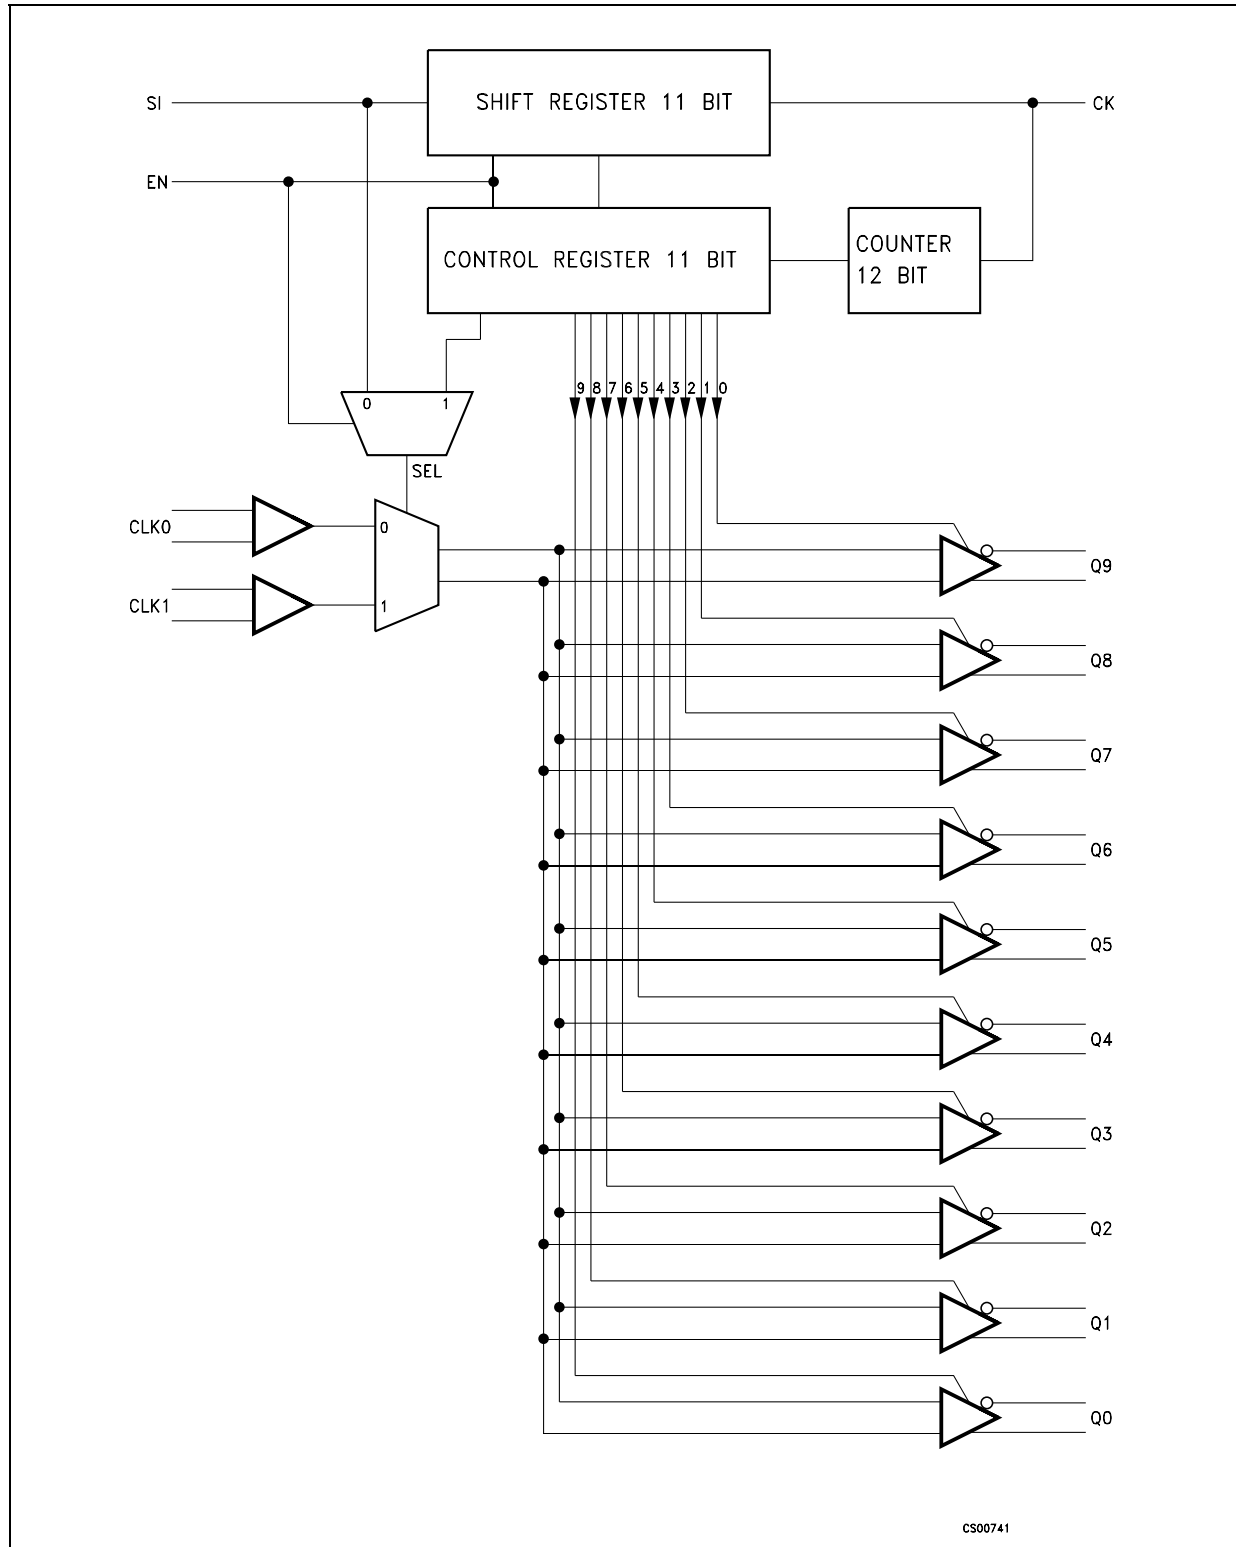 SI
SHIFT REGISTER 11 BIT
CK
EN
CONTROL REGISTER 11 BIT
COUNTER
12 BIT
9 8 7 6 5 4 3 2 1 0
0 1
SEL
CLK0
0
CLK1
1
Q9
Q8
Q7
Q6
Q5
Q4
Q3
Q2
Q1
Q0
CS00741